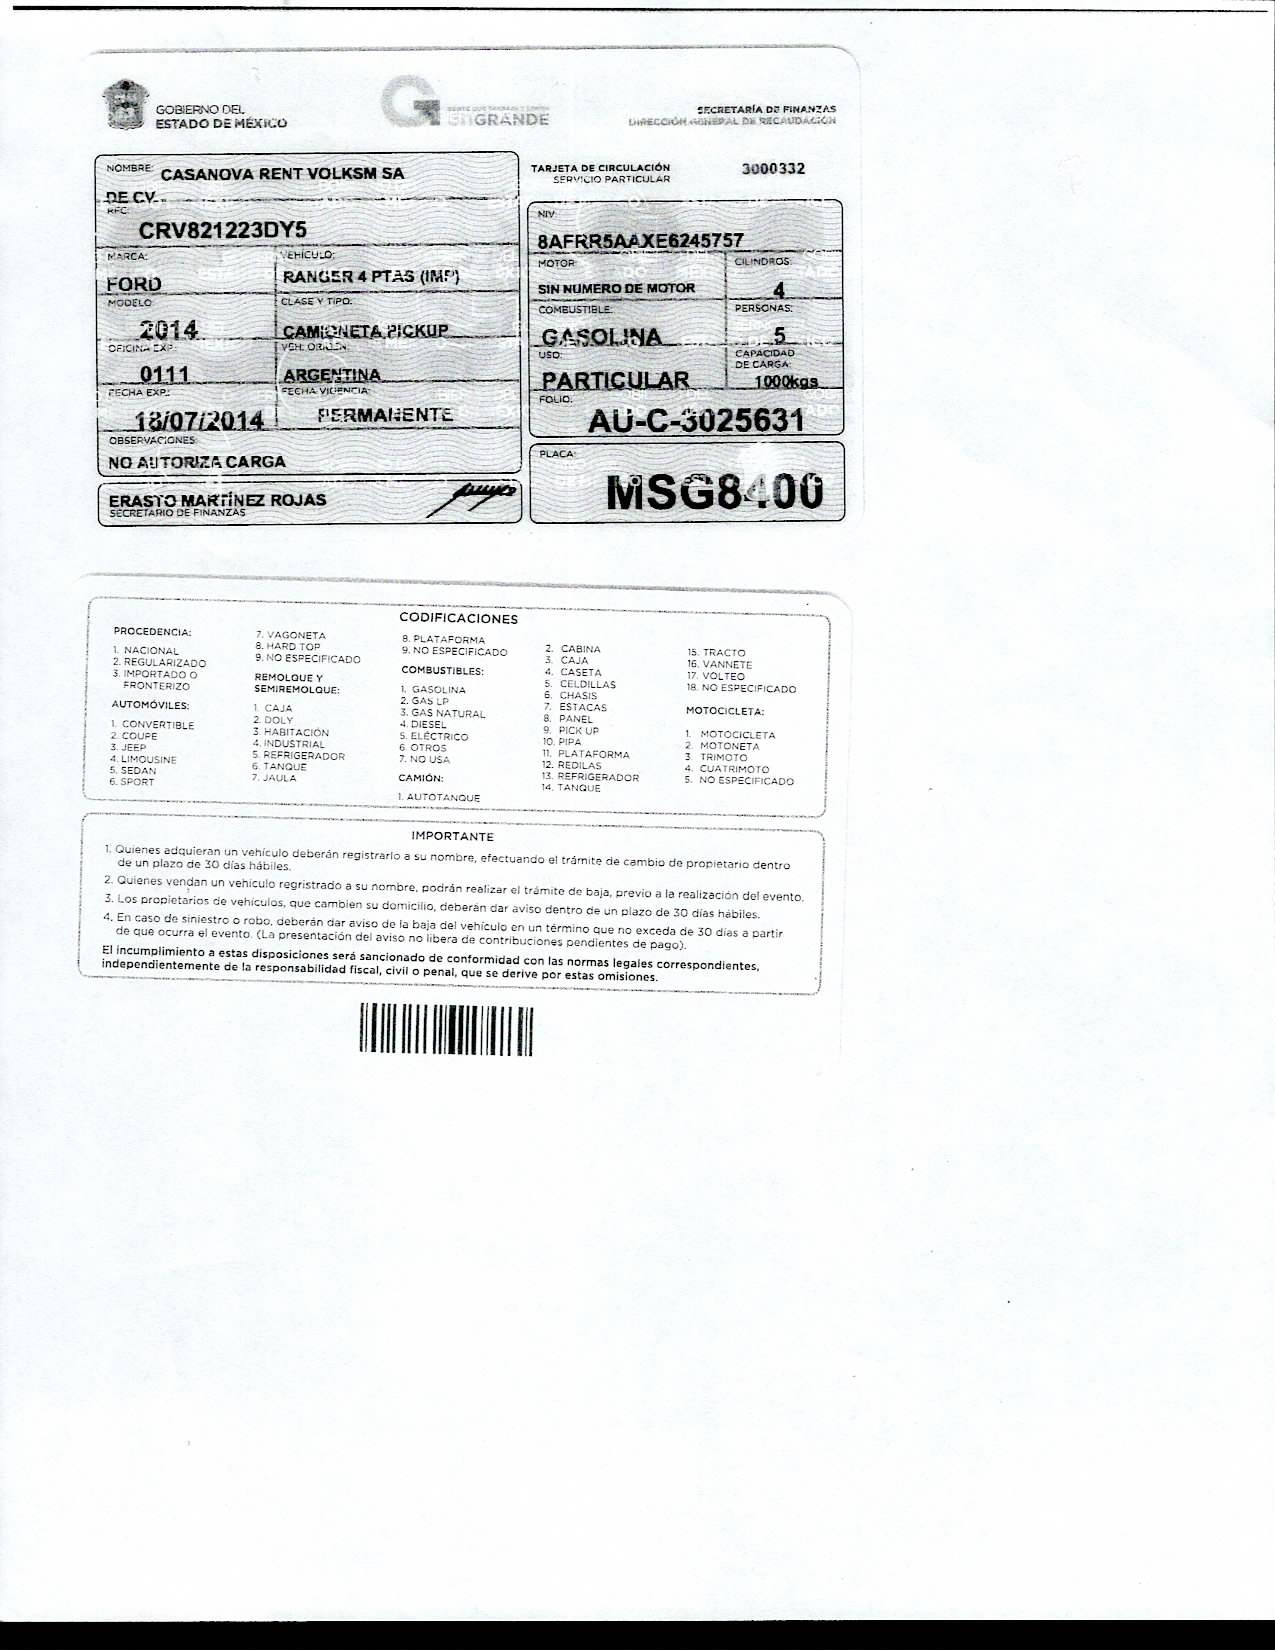 GOBIERNO DEL
ESTADO DE MÉXICO
GENTE QUE TRABAJA Y LOGRA
enGRANDE
SECRETARÍA DE FINANZAS
DIRECCIÓN GENERAL DE RECAUDACIÓN
NOMBRE: CASANOVA RENT VOLKSM SA
DE CV.
RFC:
CRV821223DY5
MARCA:
FORD
VEHÍCULO:
RANGER 4 PTAS (IMP)
MODELO
2014
CLASE Y TIPO:
CAMIONETA PICKUP
OFICINA EXP.
0111
VEH. ORIGEN:
ARGENTINA
FECHA EXP.:
18/07/2014
FECHA VIGENCIA:
PERMANENTE
OBSERVACIONES
NO AUTORIZA CARGA
ERASTO MARTÍNEZ ROJAS
SECRETARIO DE FINANZAS
TARJETA DE CIRCULACIÓN
SERVICIO PARTICULAR
3000332
NIV:
8AFRR5AAXE6245757
MOTOR:
SIN NUMERO DE MOTOR
CILINDROS:
4
COMBUSTIBLE:
GASOLINA
PERSONAS:
5
USO:
PARTICULAR
CAPACIDAD
DE CARGA:
1000kgs
FOLIO:
AU-C-3025631
PLACA:
MSG8400
CODIFICACIONES
PROCEDENCIA:
1. NACIONAL
2. REGULARIZADO
3. IMPORTADO O
FRONTERIZO
AUTOMÓVILES:
1. CONVERTIBLE
2. COUPE
3. JEEP
4. LIMOUSINE
5. SEDAN
6. SPORT
7. VAGONETA
8. HARD TOP
9. NO ESPECIFICADO
REMOLQUE Y
SEMIREMOLQUE:
1. CAJA
2. DOLY
3. HABITACIÓN
4. INDUSTRIAL
5. REFRIGERADOR
6. TANQUE
7. JAULA
8. PLATAFORMA
9. NO ESPECIFICADO
COMBUSTIBLES:
1. GASOLINA
2. GAS LP
3. GAS NATURAL
4. DIESEL
5. ELÉCTRICO
6. OTROS
7. NO USA
CAMIÓN:
1. AUTOTANQUE
2. CABINA
3. CAJA
4. CASETA
5. CELDILLAS
6. CHASIS
7. ESTACAS
8. PANEL
9. PICK UP
10. PIPA
11. PLATAFORMA
12. REDILAS
13. REFRIGERADOR
14. TANQUE
15. TRACTO
16. VANNETE
17. VOLTEO
18. NO ESPECIFICADO
MOTOCICLETA:
1. MOTOCICLETA
2. MOTONETA
3. TRIMOTO
4. CUATRIMOTO
5. NO ESPECIFICADO
IMPORTANTE
1. Quienes adquieran un vehículo deberán registrarlo a su nombre, efectuando el trámite de cambio de propietario dentro
de un plazo de 30 días hábiles.
2. Quienes vendan un vehículo regristrado a su nombre, podrán realizar el trámite de baja, previo a la realización del evento.
3. Los propietarios de vehículos, que cambien su domicilio, deberán dar aviso dentro de un plazo de 30 días hábiles.
4. En caso de siniestro o robo, deberán dar aviso de la baja del vehículo en un término que no exceda de 30 días a partir
de que ocurra el evento. (La presentación del aviso no libera de contribuciones pendientes de pago).
El incumplimiento a estas disposiciones será sancionado de conformidad con las normas legales correspondientes,
independientemente de la responsabilidad fiscal, civil o penal, que se derive por estas omisiones.